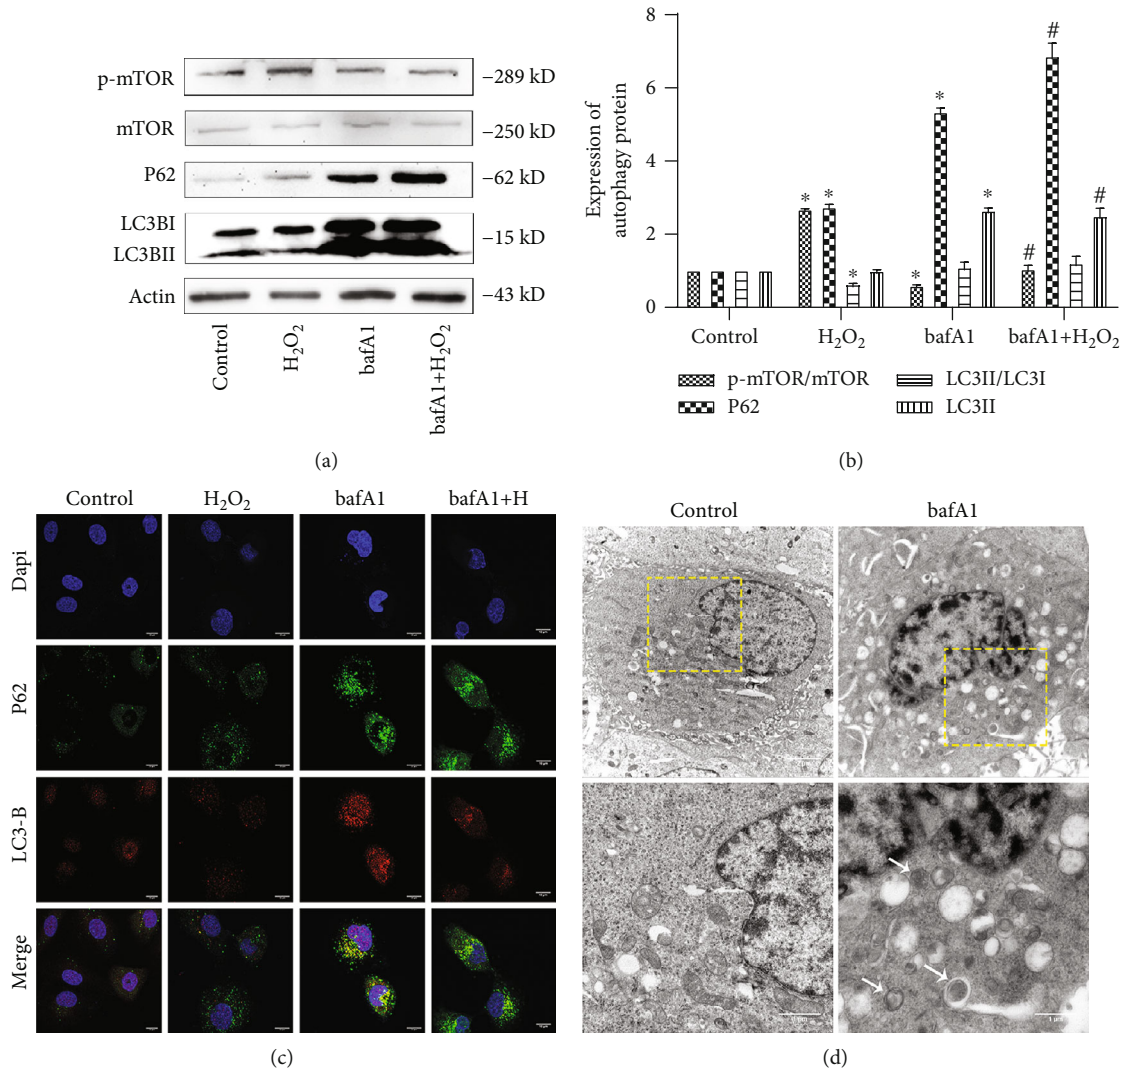 p-mTOR
−289 kD
mTOR
−250 kD
P62
−62 kD
LC3BI
LC3BII
−15 kD
Actin
−43 kD
Control
H₂O₂
bafA1
bafA1+H₂O₂
(a)
Expression of
autophagy protein
8
6
4
2
0
* * *
* * *
# # #
Control H₂O₂ bafA1 bafA1+H₂O₂
p-mTOR/mTOR LC3II/LC3I
P62 LC3II
(b)
Control H₂O₂ bafA1 bafA1+H
Dapi
P62
LC3-B
Merge
(c)
Control bafA1
1 μm
(d)